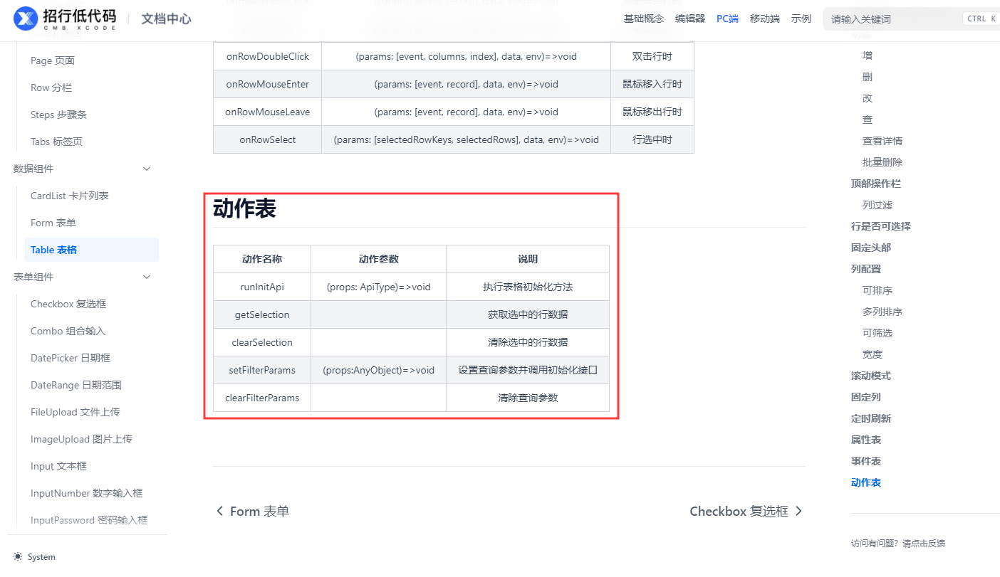 招行低代码
CMB XCODE
文档中心
基础概念 编辑器 PC端 移动端 示例
请输入关键词 CTRL K
Page 页面
Row 分栏
Steps 步骤条
Tabs 标签页
数据组件
CardList 卡片列表
Form 表单
Table 表格
表单组件
Checkbox 复选框
Combo 组合输入
DatePicker 日期框
DateRange 日期范围
FileUpload 文件上传
ImageUpload 图片上传
Input 文本框
InputNumber 数字输入框
InputPassword 密码输入框
System
onRowDoubleClick (params: [event, columns, index], data, env)=>void 双击行时
onRowMouseEnter (params: [event, record], data, env)=>void 鼠标移入行时
onRowMouseLeave (params: [event, record], data, env)=>void 鼠标移出行时
onRowSelect (params: [selectedRowKeys, selectedRows], data, env)=>void 行选中时
动作表
动作名称 动作参数 说明
runInitApi (props: ApiType)=>void 执行表格初始化方法
getSelection 获取选中的行数据
clearSelection 清除选中的行数据
setFilterParams (props:AnyObject)=>void 设置查询参数并调用初始化接口
clearFilterParams 清除查询参数
Form 表单
Checkbox 复选框
增
删
改
查
查看详情
批量删除
顶部操作栏
列过滤
行是否可选择
固定头部
列配置
可排序
多列排序
可筛选
宽度
滚动模式
固定列
定时刷新
属性表
事件表
动作表
访问有问题？请点击反馈